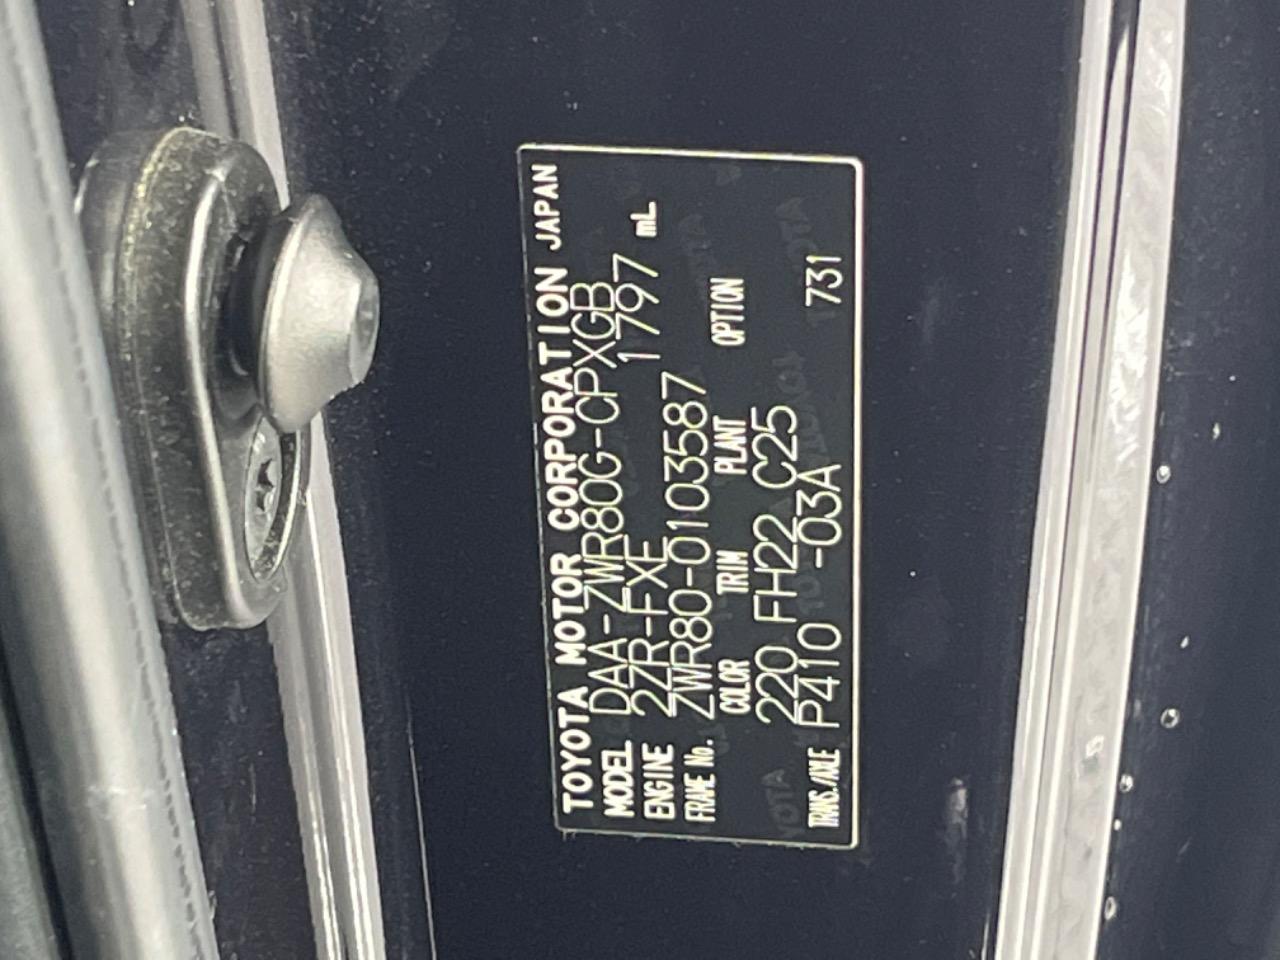 TOYOTA MOTOR CORPORATION JAPAN
MODEL DAA-ZWR80G-CPXGB
ENGINE 2ZR-FXE 1797 mL
FRAME No. ZWR80-0103587
COLOR TRIM PLANT OPTION
220 FH22 C25
TRANS./AXLE P410 -03A 731